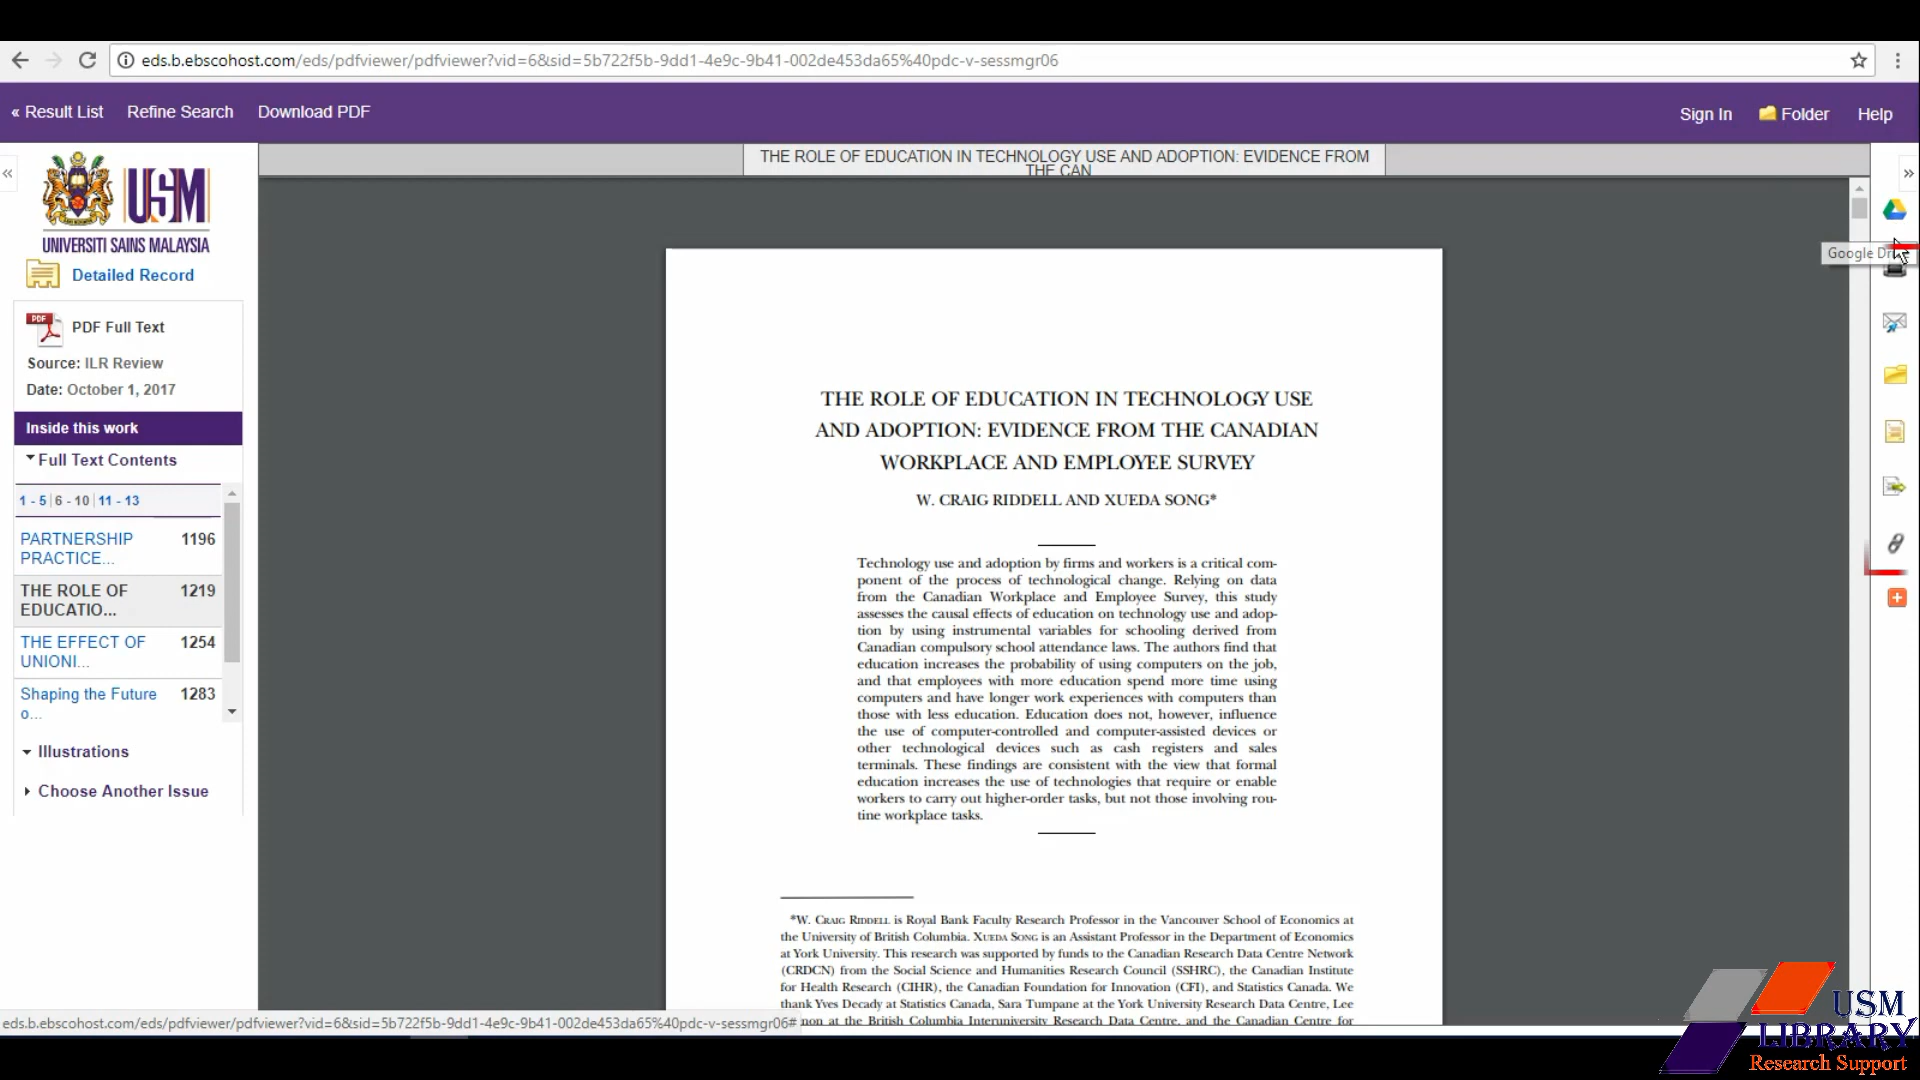 eds.b.ebscohost.com/eds/pdfviewer/pdfviewer?vid=6&sid=5b722f5b-9dd1-4e9c-9b41-002de453da65%40pdc-v-sessmgr06
« Result List Refine Search Download PDF
Sign In Folder Help
USM
UNIVERSITI SAINS MALAYSIA
Detailed Record
PDF
PDF Full Text
Source: ILR Review
Date: October 1, 2017
Inside this work
Full Text Contents
1 - 5 | 6 - 10 | 11 - 13
PARTNERSHIP 1196
PRACTICE...
THE ROLE OF 1219
EDUCATIO...
THE EFFECT OF 1254
UNIONI...
Shaping the Future 1283
o...
Illustrations
Choose Another Issue
THE ROLE OF EDUCATION IN TECHNOLOGY USE AND ADOPTION: EVIDENCE FROM
THE CAN
Google
THE ROLE OF EDUCATION IN TECHNOLOGY USE
AND ADOPTION: EVIDENCE FROM THE CANADIAN
WORKPLACE AND EMPLOYEE SURVEY
W. CRAIG RIDDELL AND XUEDA SONG*
Technology use and adoption by firms and workers is a critical com-
ponent of the process of technological change. Relying on data
from the Canadian Workplace and Employee Survey, this study
assesses the causal effects of education on technology use and adop-
tion by using instrumental variables for schooling derived from
Canadian compulsory school attendance laws. The authors find that
education increases the probability of using computers on the job,
and that employees with more education spend more time using
computers and have longer work experiences with computers than
those with less education. Education does not, however, influence
the use of computer-controlled and computer-assisted devices or
other technological devices such as cash registers and sales
terminals. These findings are consistent with the view that formal
education increases the use of technologies that require or enable
workers to carry out higher-order tasks, but not those involving rou-
tine workplace tasks.
*W. CRAIG RIDDELL is Royal Bank Faculty Research Professor in the Vancouver School of Economics at
the University of British Columbia. XUEDA SONG is an Assistant Professor in the Department of Economics
at York University. This research was supported by funds to the Canadian Research Data Centre Network
(CRDCN) from the Social Science and Humanities Research Council (SSHRC), the Canadian Institute
for Health Research (CIHR), the Canadian Foundation for Innovation (CFI), and Statistics Canada. We
thank Yves Decady at Statistics Canada, Sara Tumpane at the York University Research Data Centre, Lee
at the British Columbia Interuniversity Research Data Centre, and the Canadian Centre for
eds.b.ebscohost.com/eds/pdfviewer/pdfviewer?vid=6&sid=5b722f5b-9dd1-4e9c-9b41-002de453da65%40pdc-v-sessmgr06#
USM
LIBRARY
Research Support